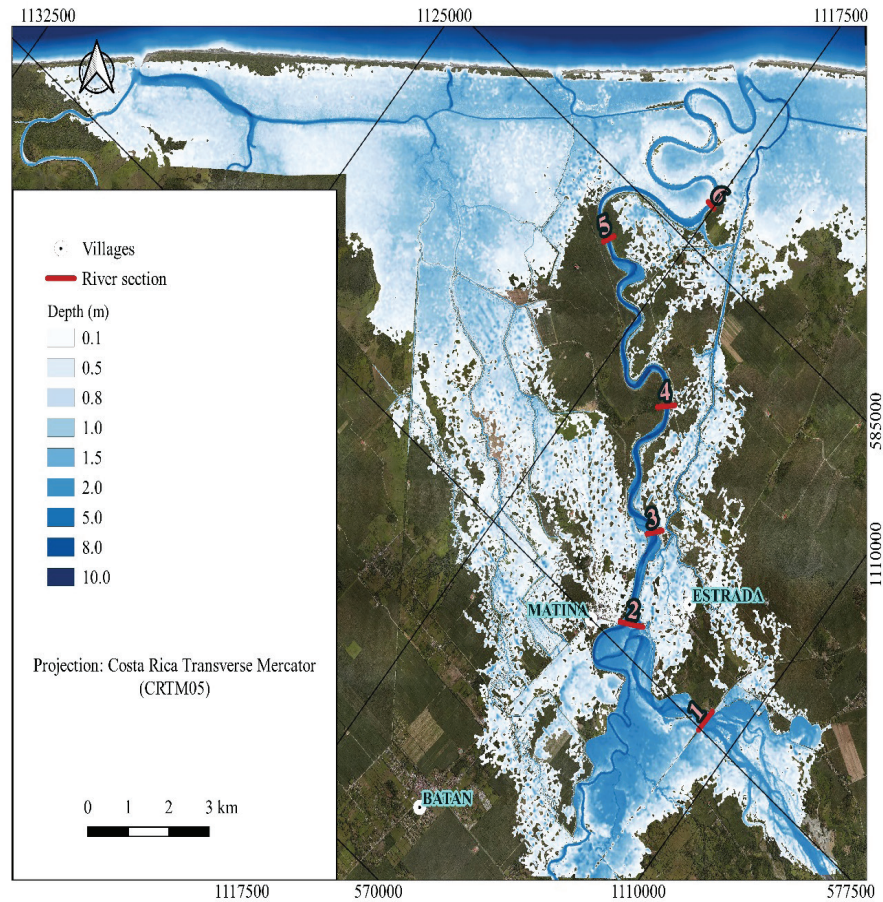 1132500
1125000
1117500
Villages
River section
Depth (m)
0.1
0.5
0.8
1.0
1.5
2.0
5.0
8.0
10.0
Projection: Costa Rica Transverse Mercator
(CRTM05)
0 1 2 3 km
6
5
4
3
2
1
MATINA
ESTRADA
BATAN
585000
1110000
1117500
570000
1110000
577500